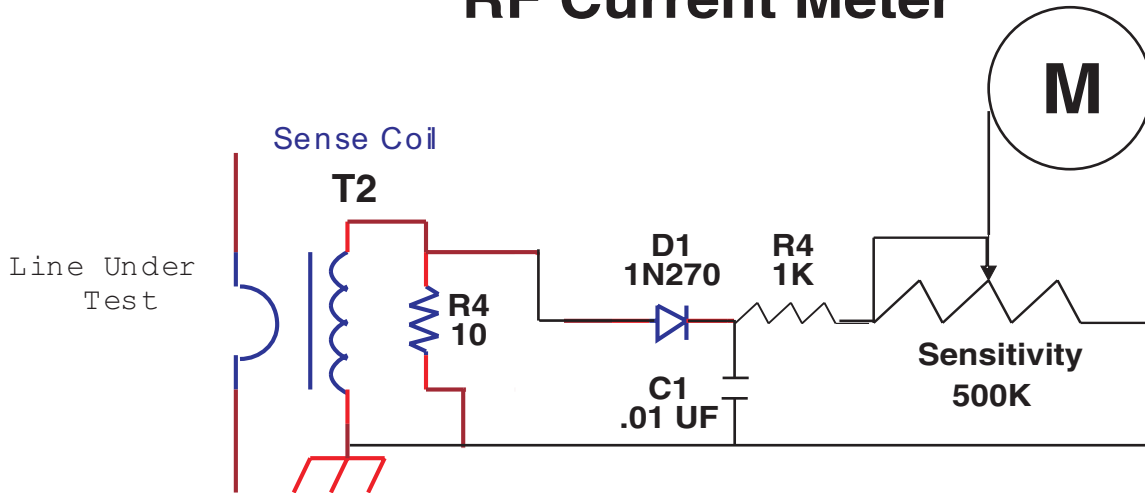 RF Current Meter
M
Sense Coil
T2
Line Under
Test
D1
1N270
R4
1K
R4
10
C1
.01 UF
Sensitivity
500K